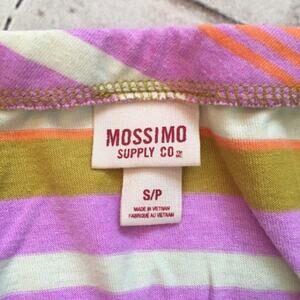 MOSSIMO
SUPPLY CO.
S/P
MADE IN VIETNAM
FABRIQUÉ AU VIETNAM